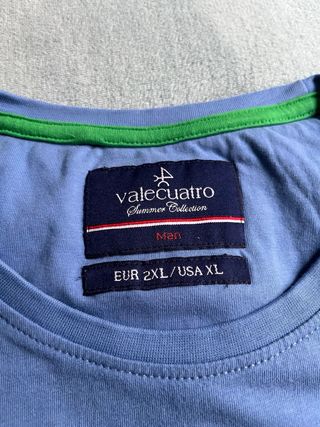 valecuatro
Summer Collection
Man
EUR 2XL / USA XL